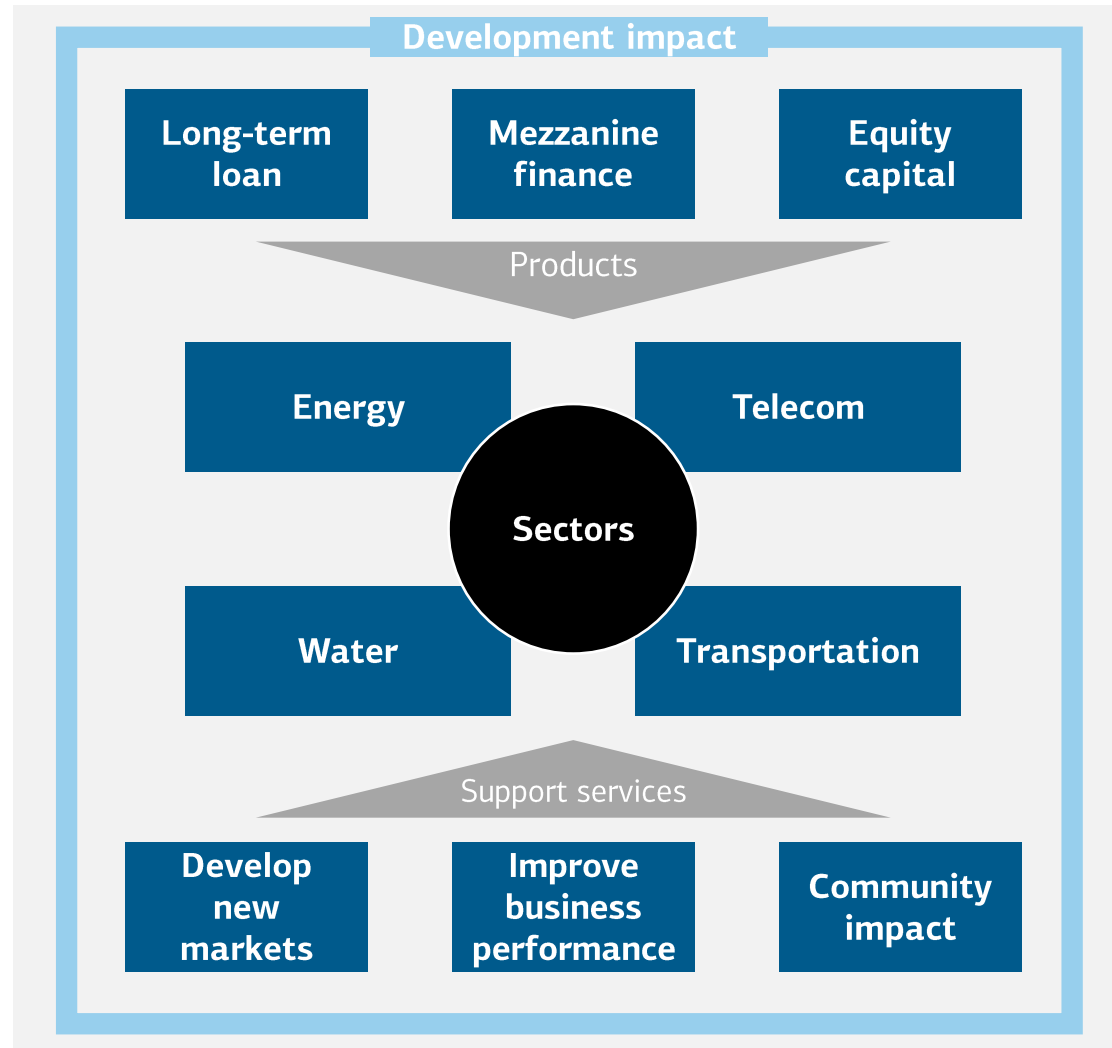 Development impact
Long-term
loan
Mezzanine
finance
Equity
capital
Products
Energy
Telecom
Sectors
Water
Transportation
Support services
Develop
new
markets
Improve
business
performance
Community
impact